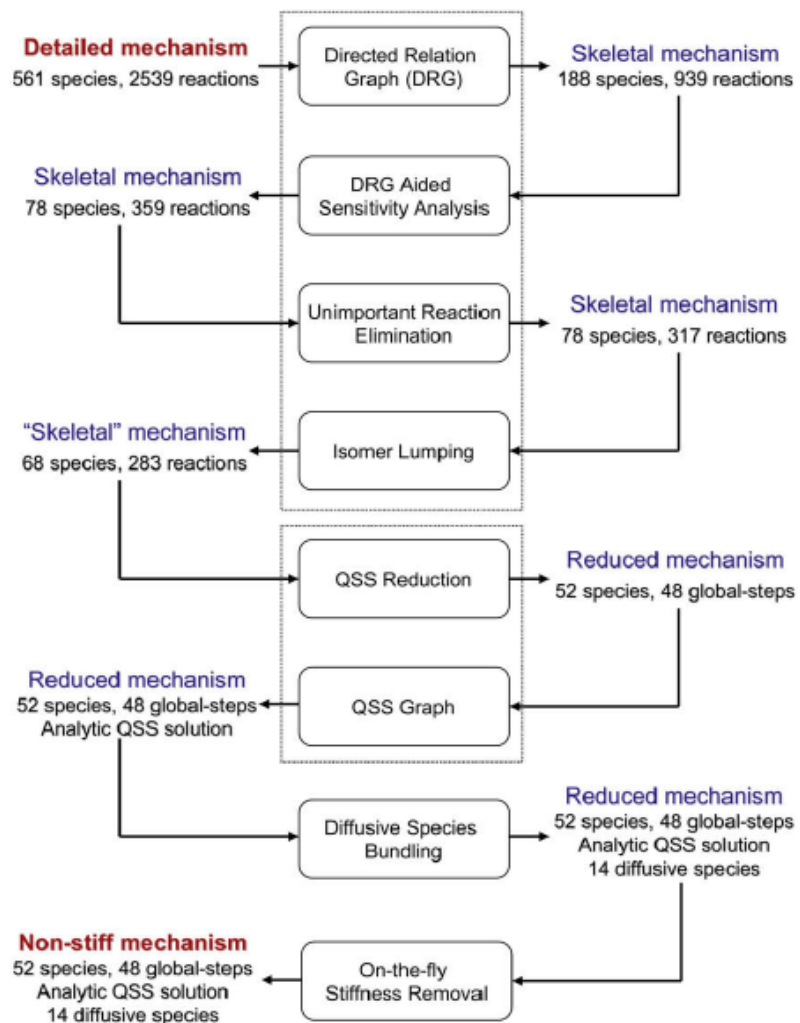 Detailed mechanism
561 species, 2539 reactions
Directed Relation
Graph (DRG)
Skeletal mechanism
188 species, 939 reactions
Skeletal mechanism
78 species, 359 reactions
DRG Aided
Sensitivity Analysis
Unimportant Reaction
Elimination
Skeletal mechanism
78 species, 317 reactions
“Skeletal” mechanism
68 species, 283 reactions
Isomer Lumping
QSS Reduction
Reduced mechanism
52 species, 48 global-steps
Reduced mechanism
52 species, 48 global-steps
Analytic QSS solution
QSS Graph
Diffusive Species
Bundling
Reduced mechanism
52 species, 48 global-steps
Analytic QSS solution
14 diffusive species
Non-stiff mechanism
52 species, 48 global-steps
Analytic QSS solution
14 diffusive species
On-the-fly
Stiffness Removal